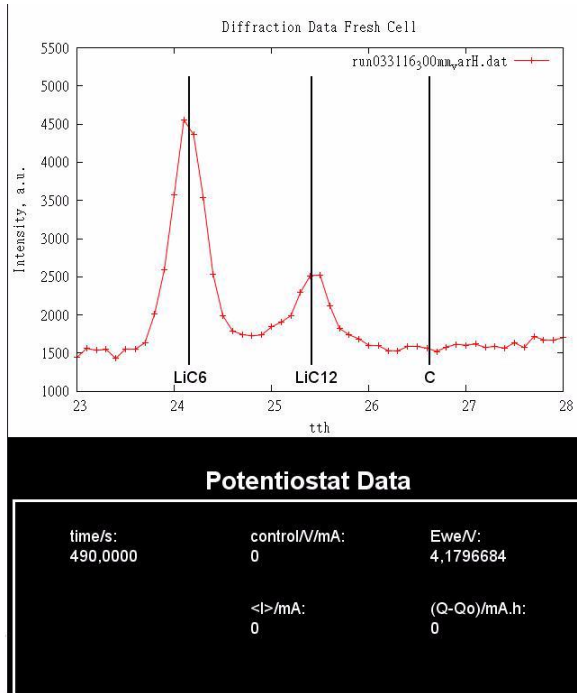 Diffraction Data Fresh Cell
run033116₃00mmᵥarH.dat
5500
5000
4500
4000
3500
3000
2500
2000
1500
1000
Intensity, a.u.
LiC6 LiC12 C
23 24 25 26 27 28
tth
Potentiostat Data
time/s: control/V/mA: Ewe/V:
490,0000 0 4,1796684
<I>/mA: (Q-Qo)/mA.h:
0 0